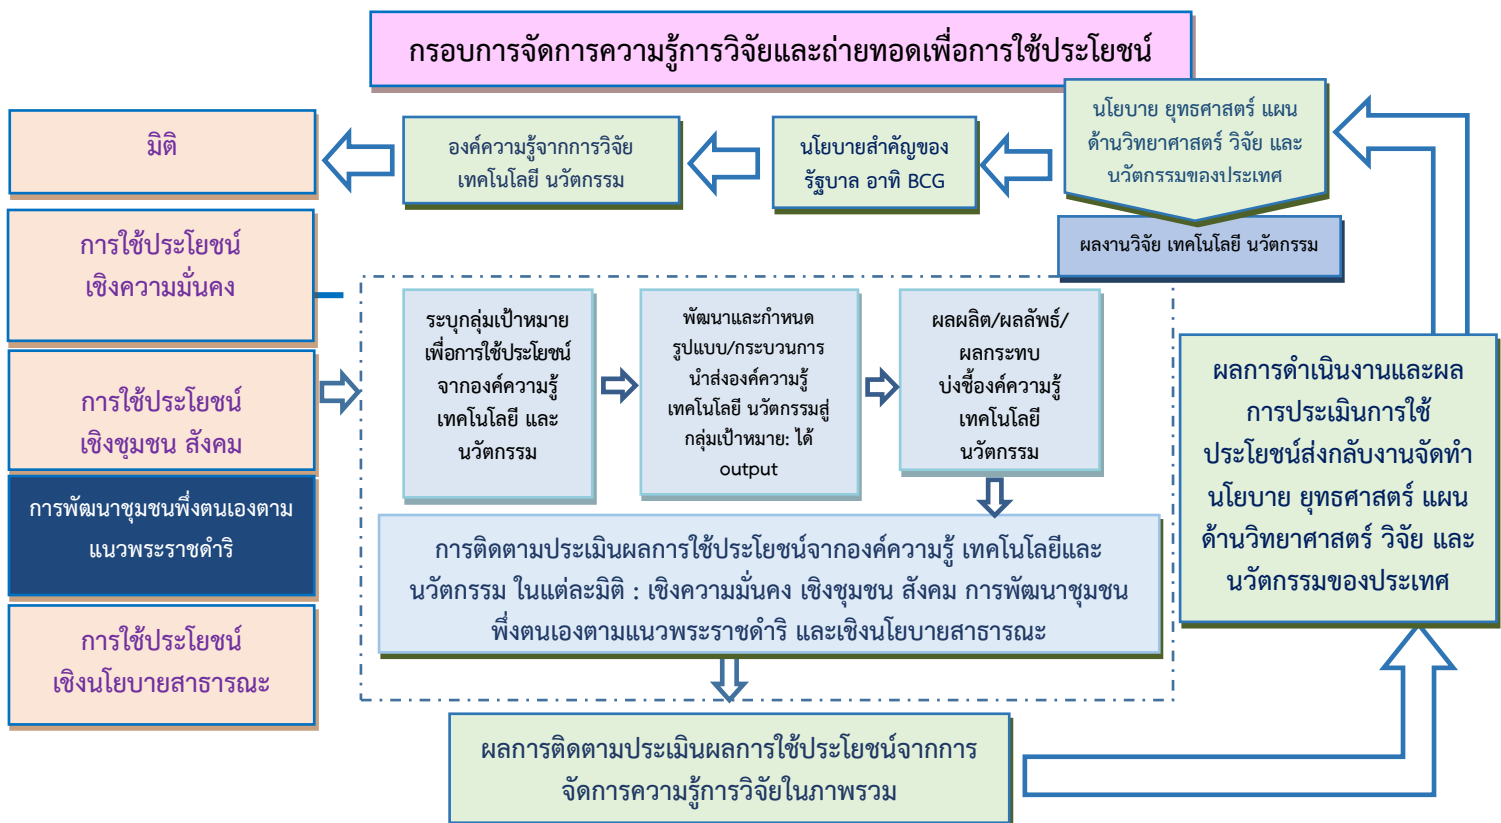 กรอบการจัดการความรู้การวิจัยและถ่ายทอดเพื่อการใช้ประโยชน์
มิติ
องค์ความรู้จากการวิจัย
เทคโนโลยี นวัตกรรม
นโยบายสำคัญของ
รัฐบาล อาทิ BCG
นโยบาย ยุทธศาสตร์ แผน
ด้านวิทยาศาสตร์ วิจัย และ
นวัตกรรมของประเทศ
ผลงานวิจัย เทคโนโลยี นวัตกรรม
การใช้ประโยชน์
เชิงความมั่นคง
การใช้ประโยชน์
เชิงชุมชน สังคม
การพัฒนาชุมชนพึ่งตนเองตาม
แนวพระราชดำริ
การใช้ประโยชน์
เชิงนโยบายสาธารณะ
ระบุกลุ่มเป้าหมาย
เพื่อการใช้ประโยชน์
จากองค์ความรู้
เทคโนโลยี และ
นวัตกรรม
พัฒนาและกำหนด
รูปแบบ/กระบวนการ
นำส่งองค์ความรู้
เทคโนโลยี นวัตกรรมสู่
กลุ่มเป้าหมาย: ได้
output
ผลผลิต/ผลลัพธ์/
ผลกระทบ
บ่งชี้องค์ความรู้
เทคโนโลยี
นวัตกรรม
การติดตามประเมินผลการใช้ประโยชน์จากองค์ความรู้ เทคโนโลยีและ
นวัตกรรม ในแต่ละมิติ : เชิงความมั่นคง เชิงชุมชน สังคม การพัฒนาชุมชน
พึ่งตนเองตามแนวพระราชดำริ และเชิงนโยบายสาธารณะ
ผลการติดตามประเมินผลการใช้ประโยชน์จากการ
จัดการความรู้การวิจัยในภาพรวม
ผลการดำเนินงานและผล
การประเมินการใช้
ประโยชน์ส่งกลับงานจัดทำ
นโยบาย ยุทธศาสตร์ แผน
ด้านวิทยาศาสตร์ วิจัย และ
นวัตกรรมของประเทศ